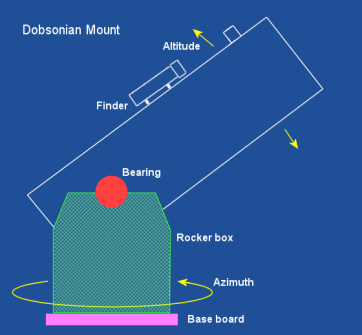 Dobsonian Mount
Altitude
Finder
Bearing
Rocker box
Azimuth
Base board